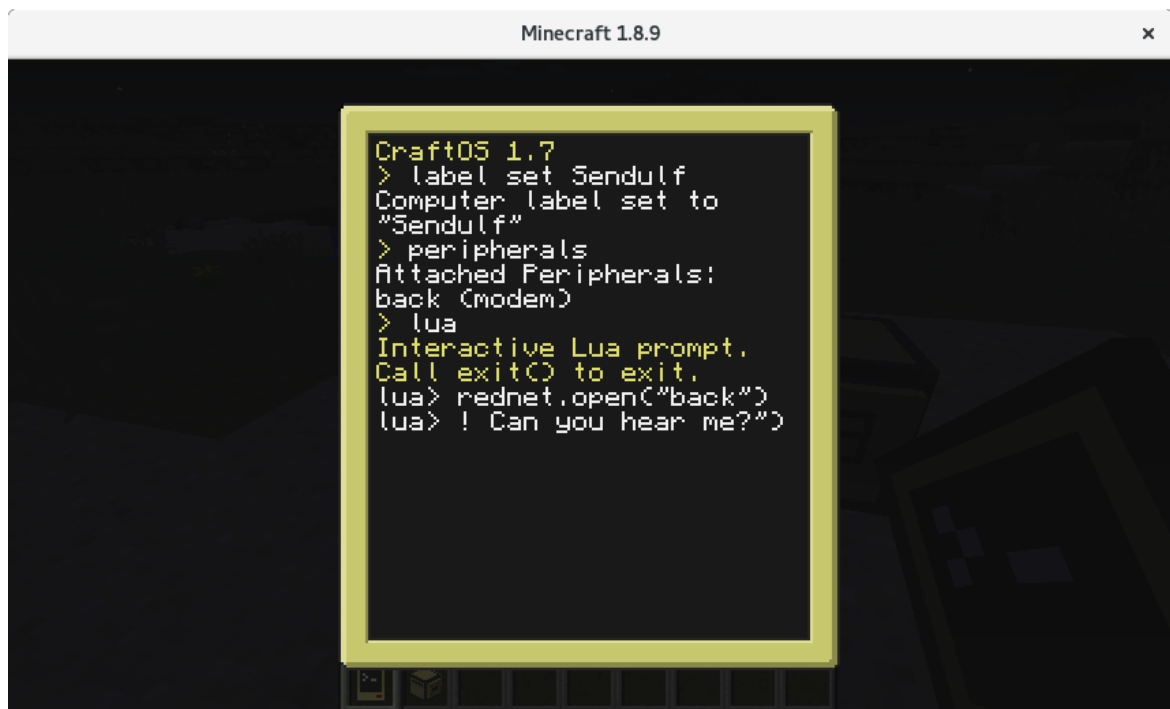 Minecraft 1.8.9
CraftOS 1.7
> label set Sendulf
Computer label set to
"Sendulf"
> peripherals
Attached Peripherals:
back (modem)
> lua
Interactive Lua prompt.
Call exit() to exit.
lua> rednet.open("back")
lua> ! Can you hear me?")